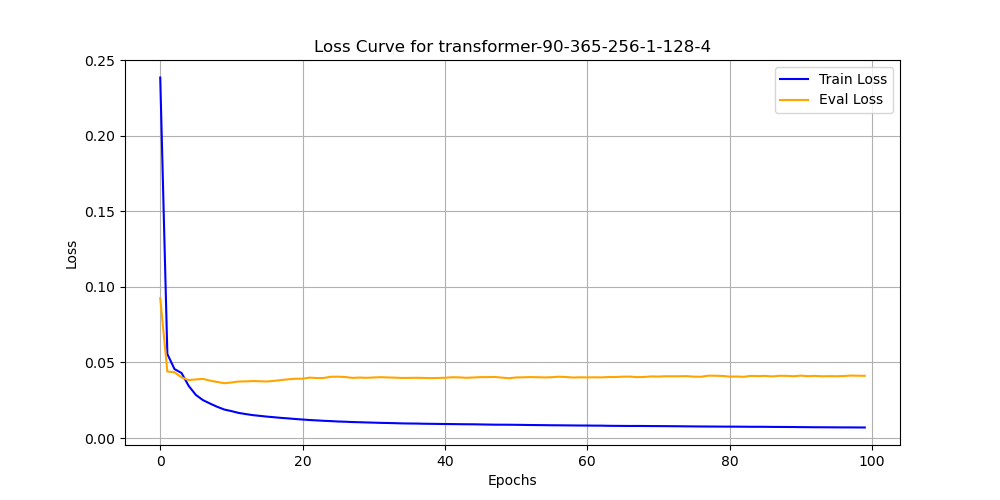 Loss Curve for transformer-90-365-256-1-128-4
Train Loss
Eval Loss
0.25
0.20
0.15
0.10
0.05
0.00
Loss
0 20 40 60 80 100
Epochs